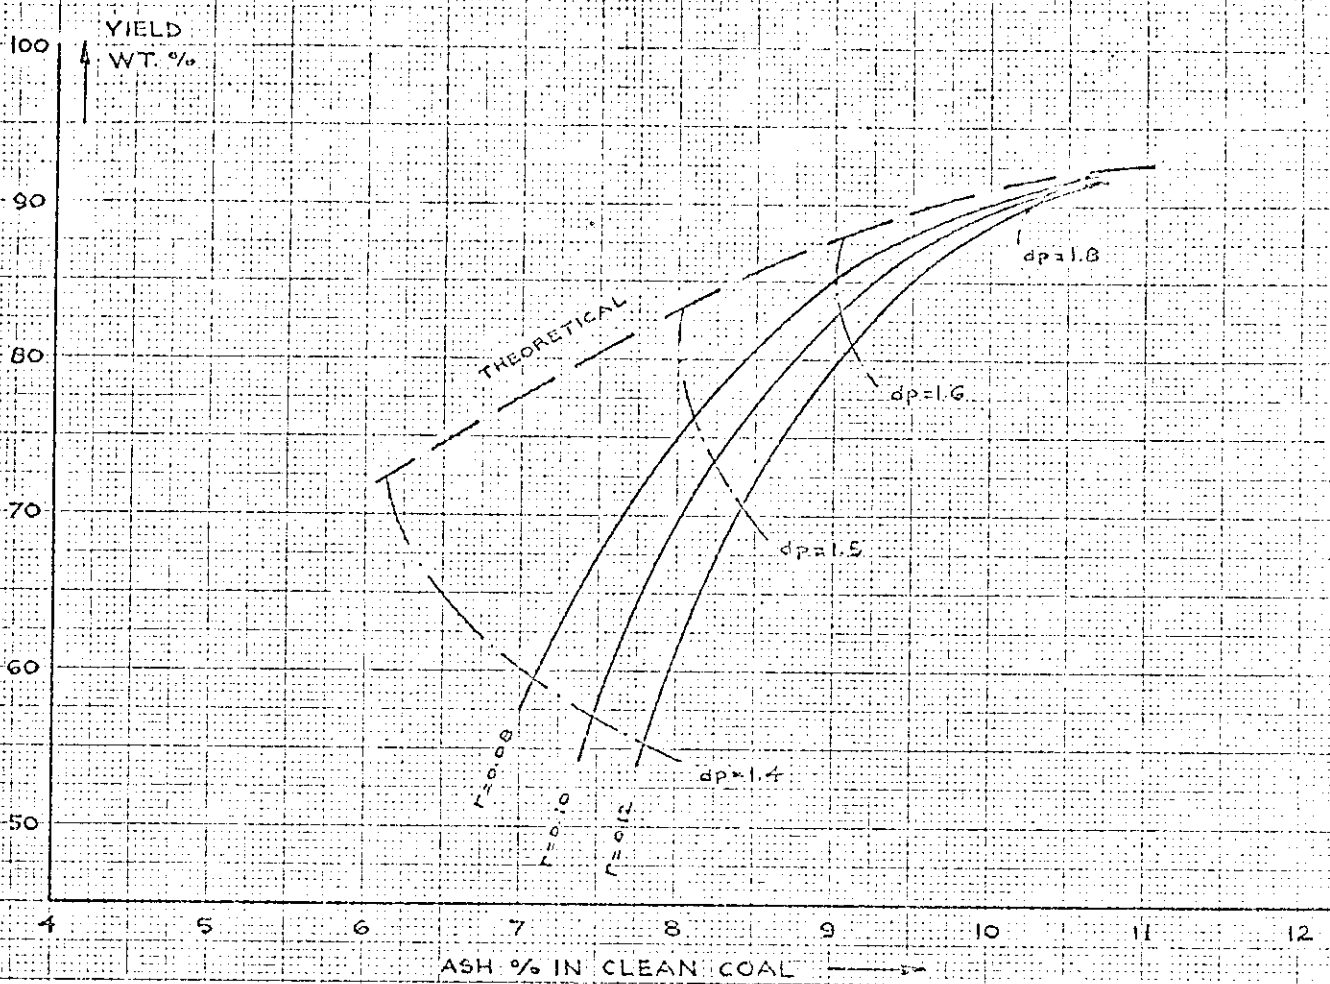 YIELD
WT. %
100
90
80
70
60
50
THEORETICAL
dp=1.8
dp=1.6
dp=1.5
dp=1.4
r=0.08
r=0.10
r=0.12
4 5 6 7 8 9 10 11 12
ASH % IN CLEAN COAL